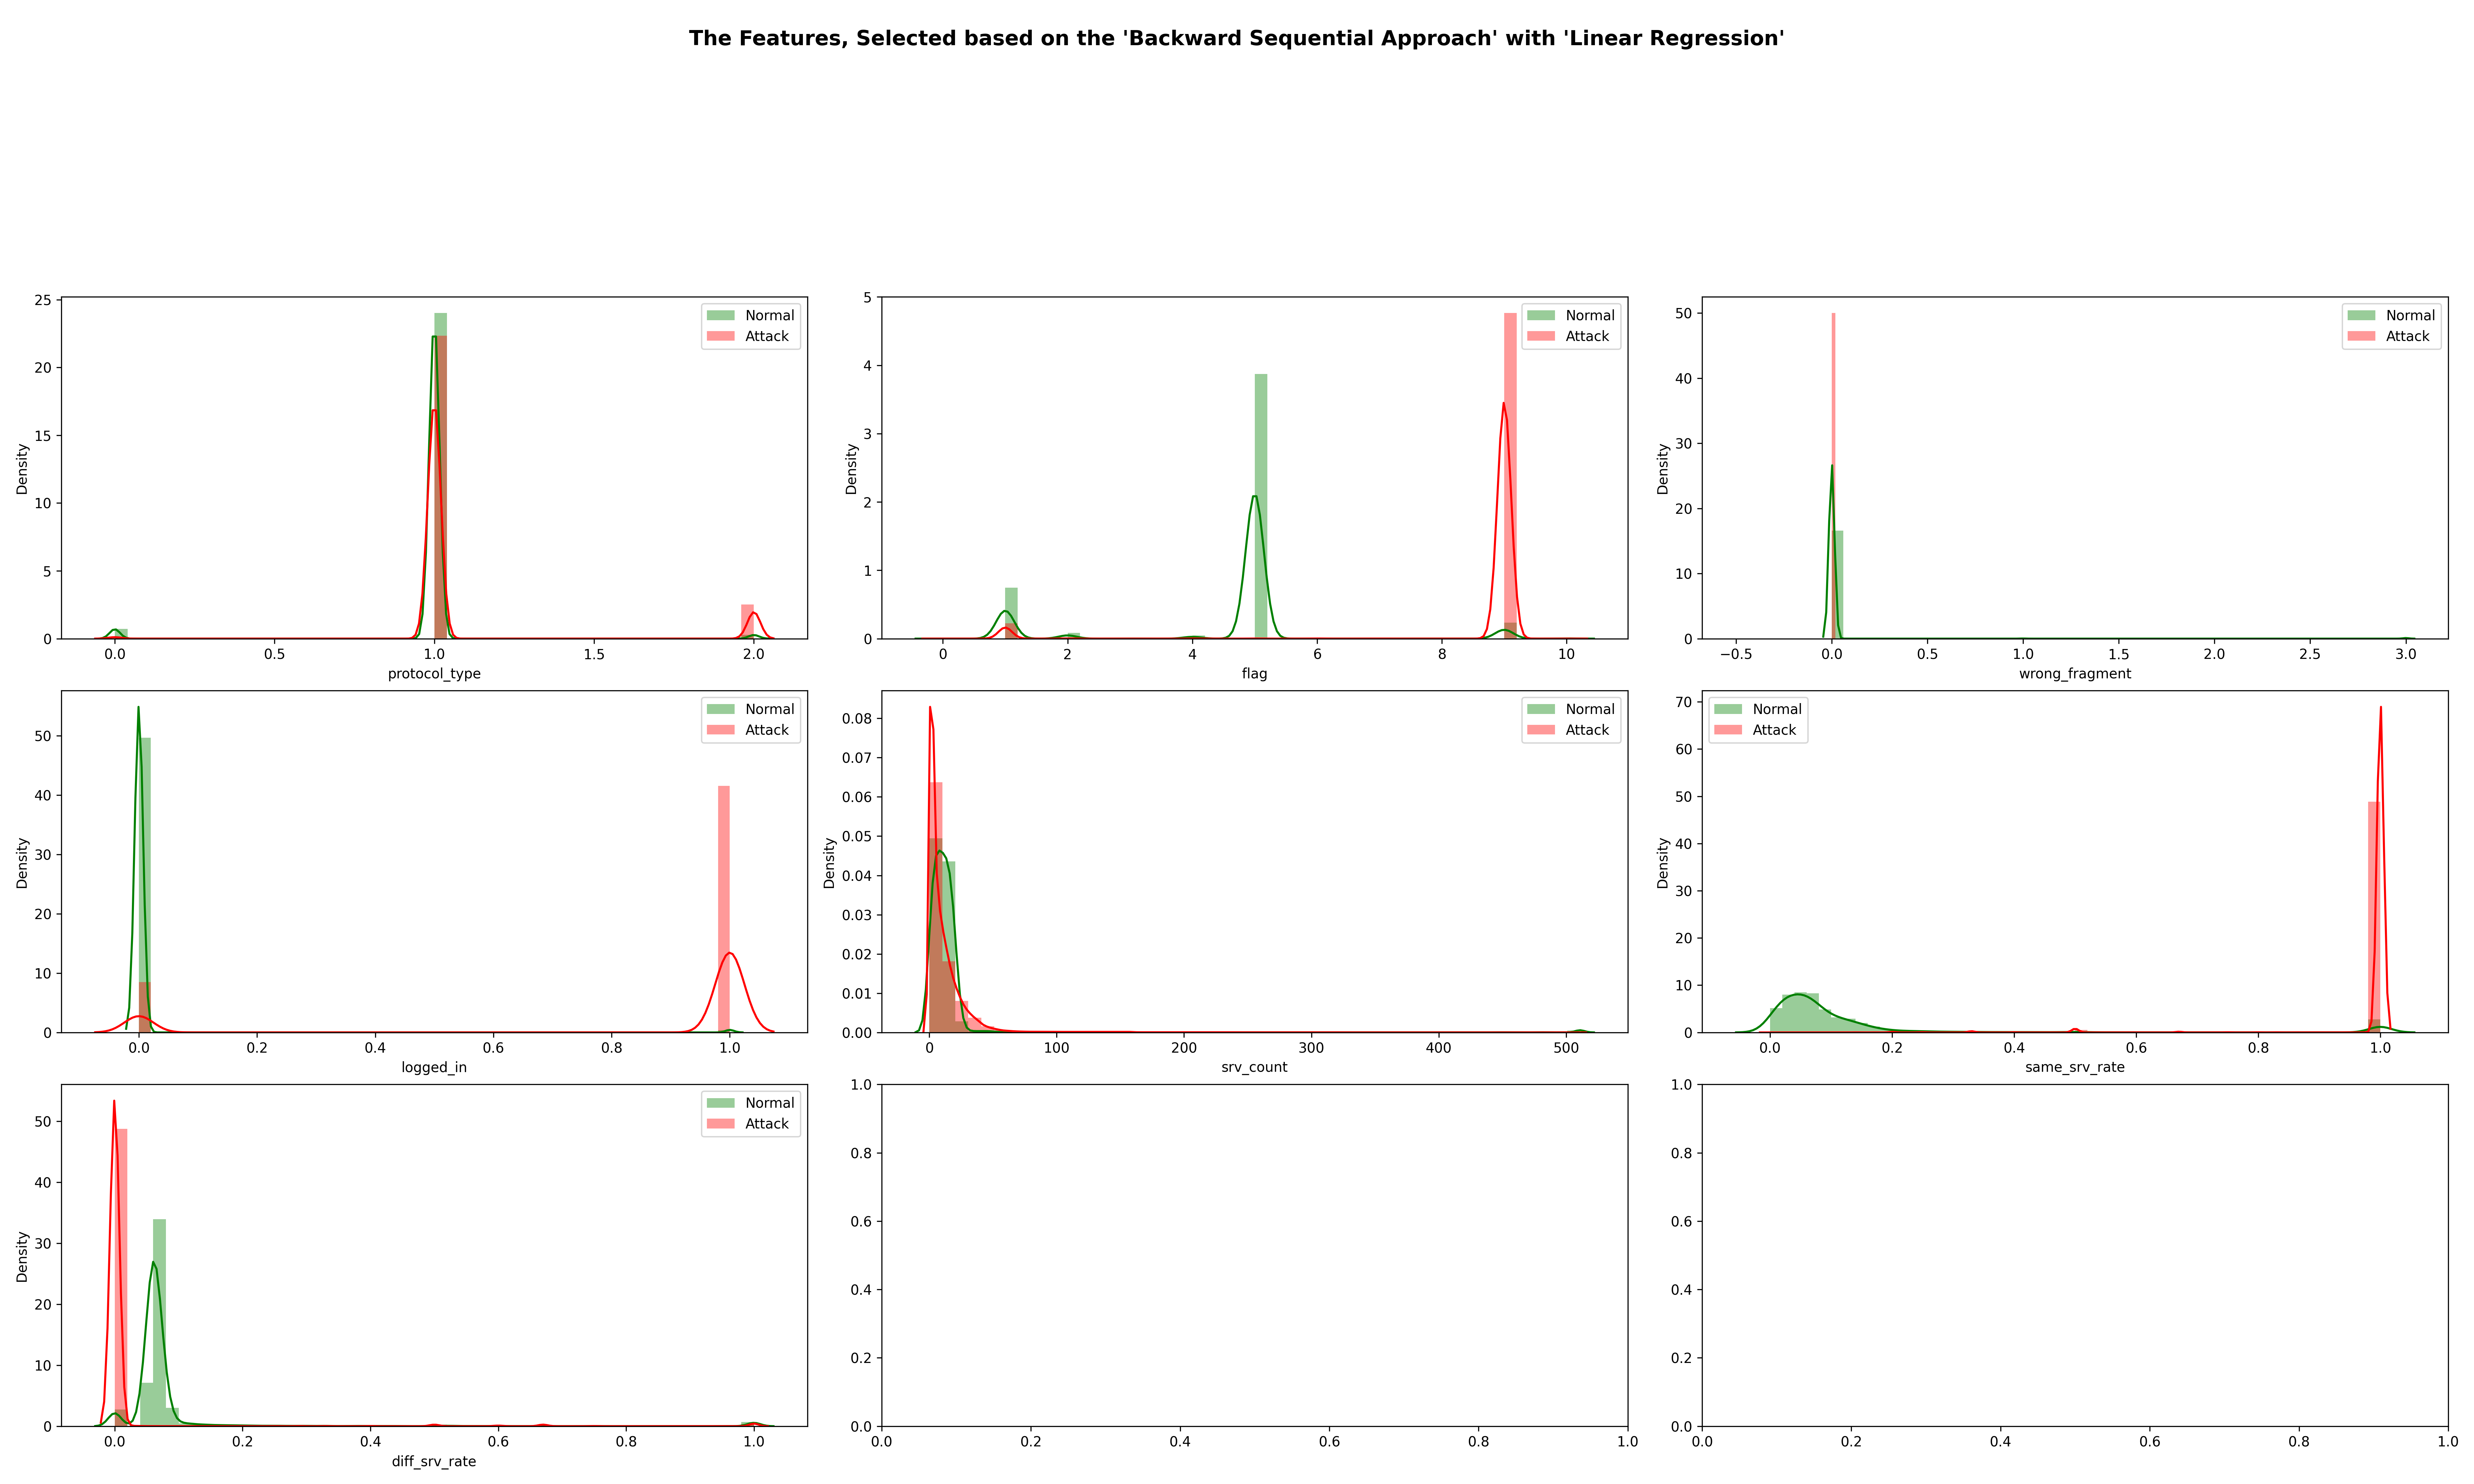 The Features, Selected based on the 'Backward Sequential Approach' with 'Linear Regression'
25
20
15
10
5
0
Density
0.0 0.5 1.0 1.5 2.0
protocol_type
Normal
Attack
5
4
3
2
1
0
Density
0 2 4 6 8 10
flag
Normal
Attack
50
40
30
20
10
0
Density
−0.5 0.0 0.5 1.0 1.5 2.0 2.5 3.0
wrong_fragment
Normal
Attack
50
40
30
20
10
0
Density
0.0 0.2 0.4 0.6 0.8 1.0
logged_in
Normal
Attack
0.08
0.07
0.06
0.05
0.04
0.03
0.02
0.01
0.00
Density
0 100 200 300 400 500
srv_count
Normal
Attack
70
60
50
40
30
20
10
0
Density
0.0 0.2 0.4 0.6 0.8 1.0
same_srv_rate
Normal
Attack
50
40
30
20
10
0
Density
0.0 0.2 0.4 0.6 0.8 1.0
diff_srv_rate
Normal
Attack
1.0
0.8
0.6
0.4
0.2
0.0
0.0 0.2 0.4 0.6 0.8 1.0
1.0
0.8
0.6
0.4
0.2
0.0
0.0 0.2 0.4 0.6 0.8 1.0